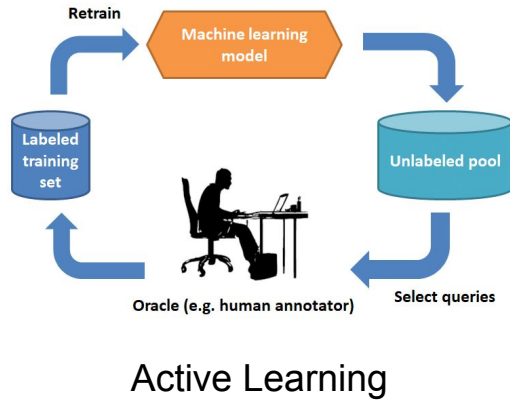 Retrain
Machine learning
model
Labeled
training
set
Unlabeled pool
Oracle (e.g. human annotator)
Select queries
Active Learning